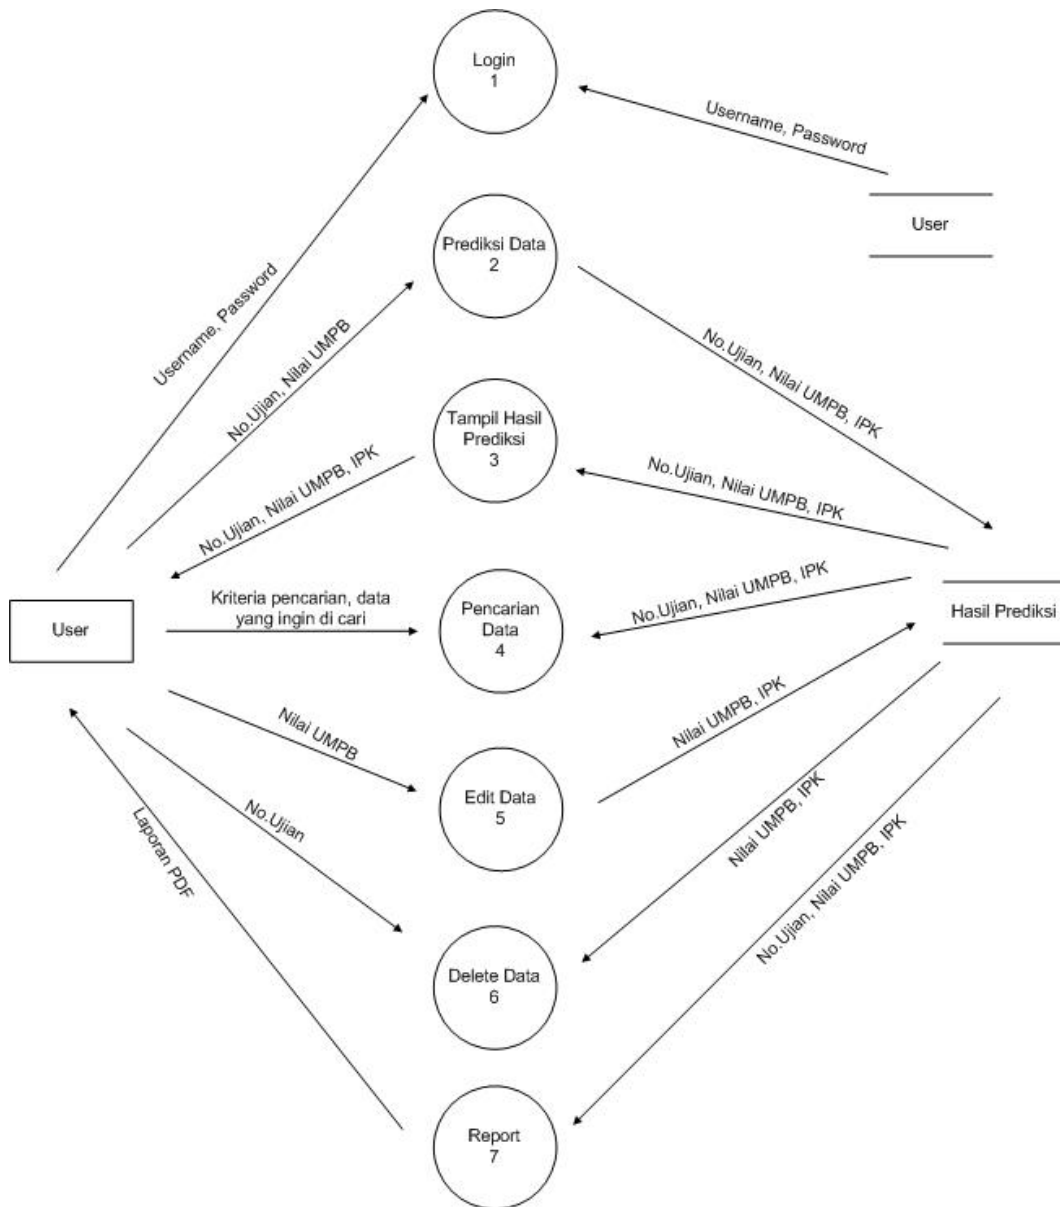 Login
1
Username, Password
User
Prediksi Data
2
Username, Password
No.Ujian, Nilai UMPB
No.Ujian, Nilai UMPB, IPK
Tampil Hasil
Prediksi
3
No.Ujian, Nilai UMPB, IPK
No.Ujian, Nilai UMPB, IPK
User
Kriteria pencarian, data
yang ingin di cari
Pencarian
Data
4
No.Ujian, Nilai UMPB, IPK
Hasil Prediksi
Nilai UMPB
Nilai UMPB, IPK
Edit Data
5
No.Ujian
Nilai UMPB, IPK
Laporan PDF
No.Ujian, Nilai UMPB, IPK
Delete Data
6
Report
7